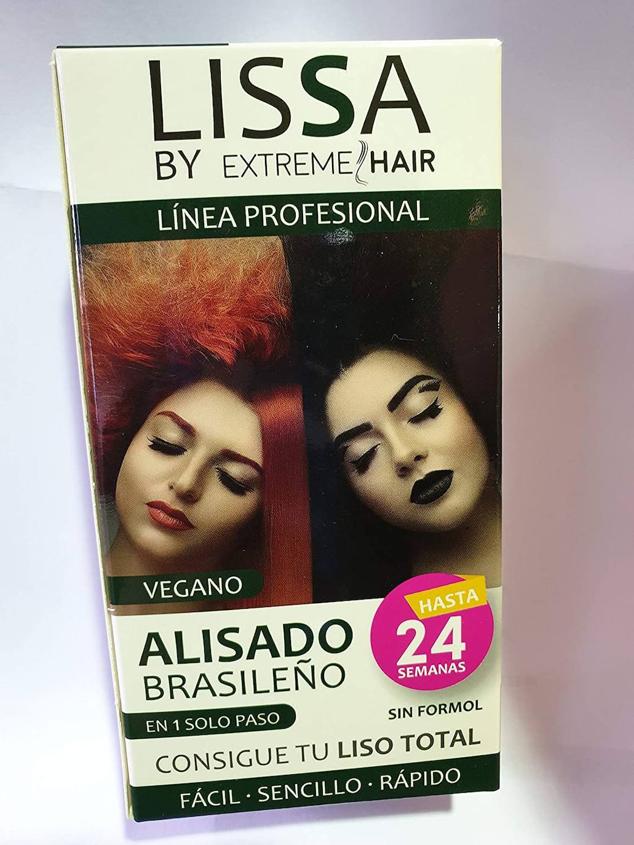 LISSA
BY EXTREME HAIR
LÍNEA PROFESIONAL
VEGANO
HASTA
24
SEMANAS
ALISADO
BRASILEÑO
EN 1 SOLO PASO
SIN FORMOL
CONSIGUE TU LISO TOTAL
FÁCIL · SENCILLO · RÁPIDO